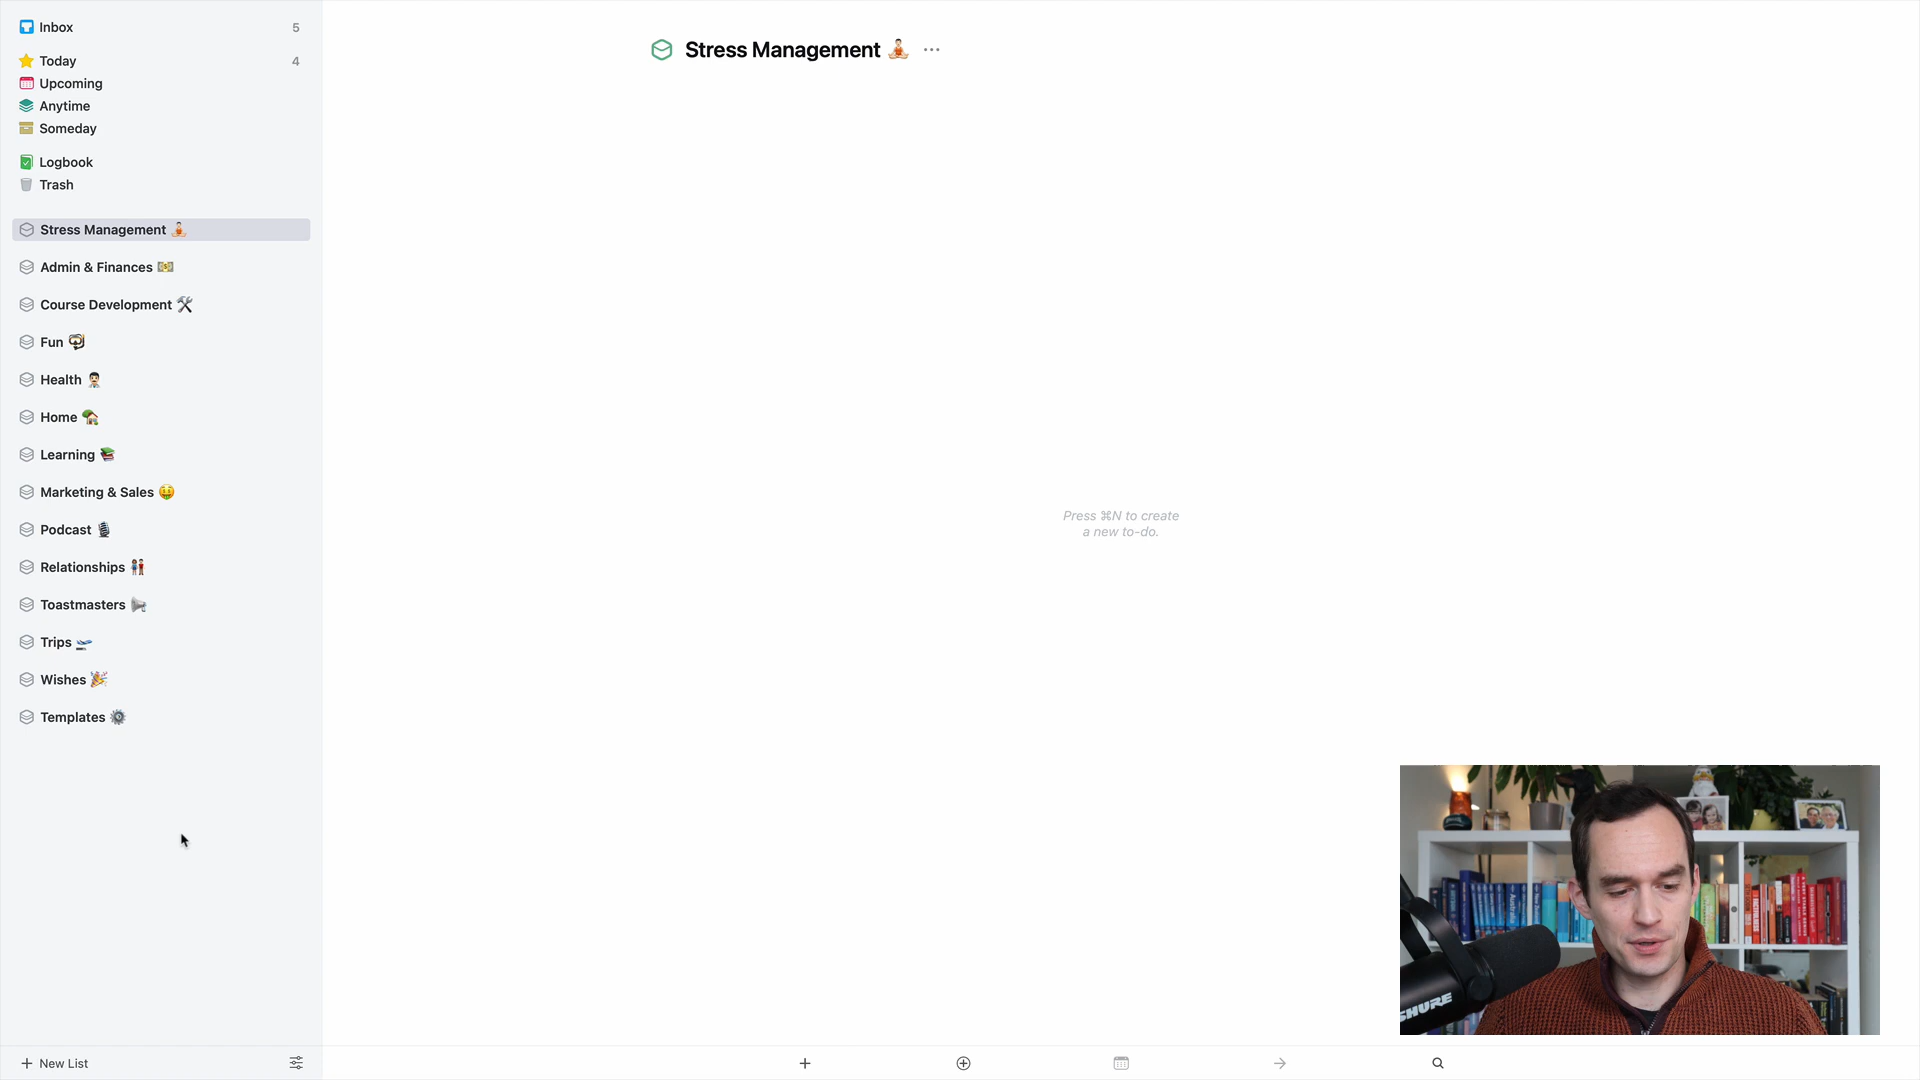 Inbox 5
Today 4
Upcoming
Anytime
Someday
Logbook
Trash
Stress Management
Admin & Finances
Course Development
Fun
Health
Home
Learning
Marketing & Sales
Podcast
Relationships
Toastmasters
Trips
Wishes
Templates
New List
Stress Management
Press ⌘N to create
a new to-do.
SHURE